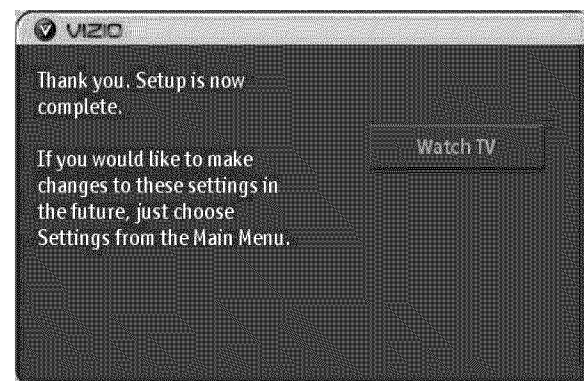 VIZIO
Thank you. Setup is now
complete.
If you would like to make
changes to these settings in
the future, just choose
Settings from the Main Menu.
Watch TV